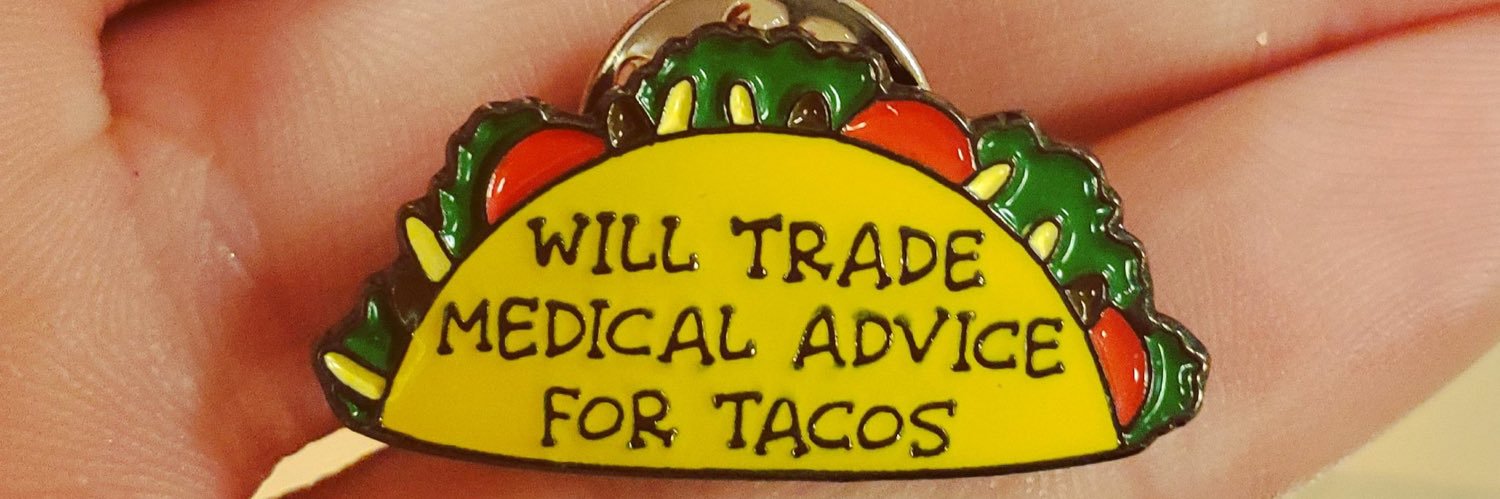 WILL TRADE
MEDICAL ADVICE
FOR TACOS